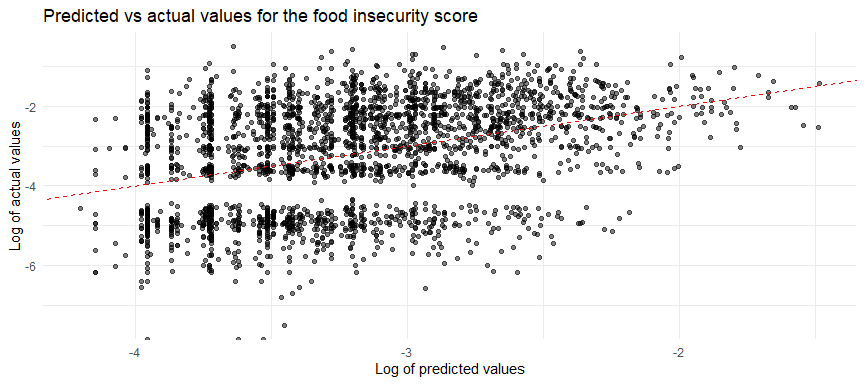 Predicted vs actual values for the food insecurity score
Log of actual values
-2
-4
-6
-4
-3
-2
Log of predicted values